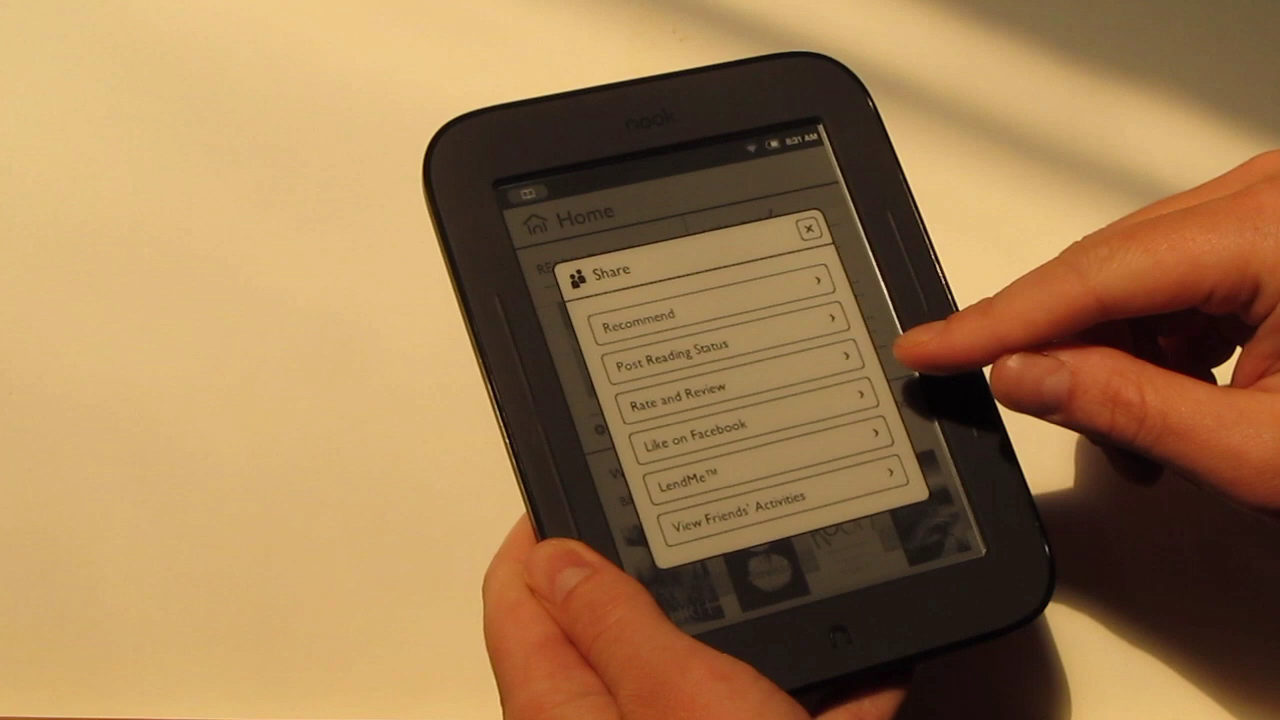 nook
8:31 AM
Home
Share
Recommend
Post Reading Status
Rate and Review
Like on Facebook
LendMe™
View Friends' Activities